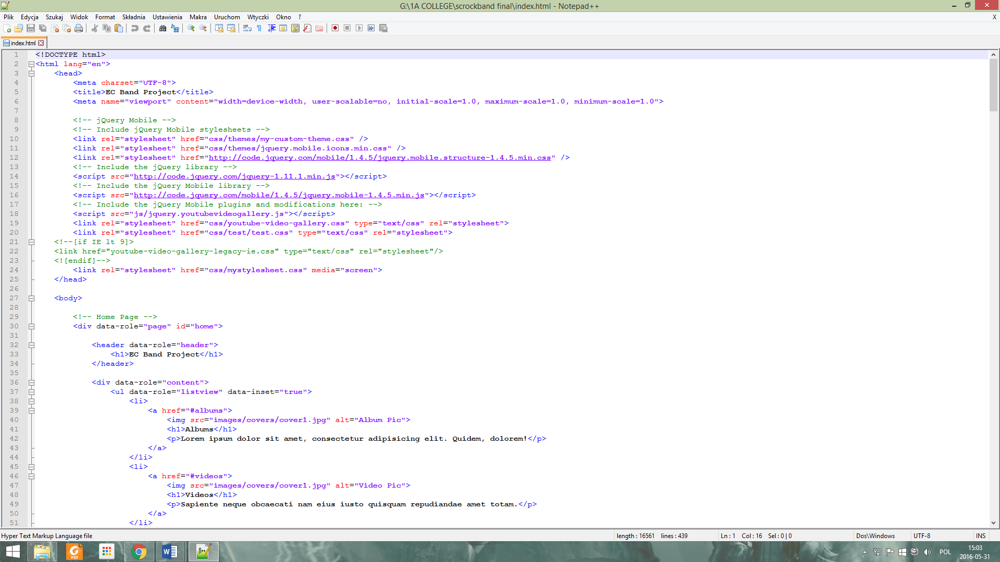 G:\1A COLLEGE\scrockband final\index.html - Notepad++
Plik Edycja Szukaj Widok Format Składnia Ustawienia Makra Uruchom Wtyczki Okno ? X
index.html
1 <!DOCTYPE html>
2 <html lang="en">
3 <head>
4 <meta charset="UTF-8">
5 <title>EC Band Project</title>
6 <meta name="viewport" content="width=device-width, user-scalable=no, initial-scale=1.0, maximum-scale=1.0, minimum-scale=1.0">
7
8 <!-- jQuery Mobile -->
9 <!-- Include jQuery Mobile stylesheets -->
10 <link rel="stylesheet" href="css/themes/my-custom-theme.css" />
11 <link rel="stylesheet" href="css/themes/jquery.mobile.icons.min.css" />
12 <link rel="stylesheet" href="http://code.jquery.com/mobile/1.4.5/jquery.mobile.structure-1.4.5.min.css" />
13 <!-- Include the jQuery library -->
14 <script src="http://code.jquery.com/jquery-1.11.1.min.js"></script>
15 <!-- Include the jQuery Mobile library -->
16 <script src="http://code.jquery.com/mobile/1.4.5/jquery.mobile-1.4.5.min.js"></script>
17 <!-- Include the jQuery Mobile plugins and modifications here: -->
18 <script src="js/jquery.youtubevideogallery.js"></script>
19 <link rel="stylesheet" href="css/youtube-video-gallery.css" type="text/css" rel="stylesheet">
20 <link rel="stylesheet" href="css/test/test.css" type="text/css" rel="stylesheet">
21 <!--[if IE lt 9]>
22 <link href="youtube-video-gallery-legacy-ie.css" type="text/css" rel="stylesheet"/>
23 <![endif]-->
24 <link rel="stylesheet" href="css/mystylesheet.css" media="screen">
25 </head>
26
27 <body>
28
29 <!-- Home Page -->
30 <div data-role="page" id="home">
31
32 <header data-role="header">
33 <h1>EC Band Project</h1>
34 </header>
35
36 <div data-role="content">
37 <ul data-role="listview" data-inset="true">
38 <li>
39 <a href="#albums">
40 <img src="images/covers/cover1.jpg" alt="Album Pic">
41 <h1>Albums</h1>
42 <p>Lorem ipsum dolor sit amet, consectetur adipisicing elit. Quidem, dolorem!</p>
43 </a>
44 </li>
45 <li>
46 <a href="#videos">
47 <img src="images/covers/cover1.jpg" alt="Video Pic">
48 <h1>Videos</h1>
49 <p>Sapiente neque obcaecati nam eius iusto quisquam repudiandae amet totam.</p>
50 </a>
51 </li>
Hyper Text Markup Language file length : 16561 lines : 439 Ln : 1 Col : 16 Sel : 0 | 0 Dos\Windows UTF-8 INS
PDF
POL
15:03
2016-05-31